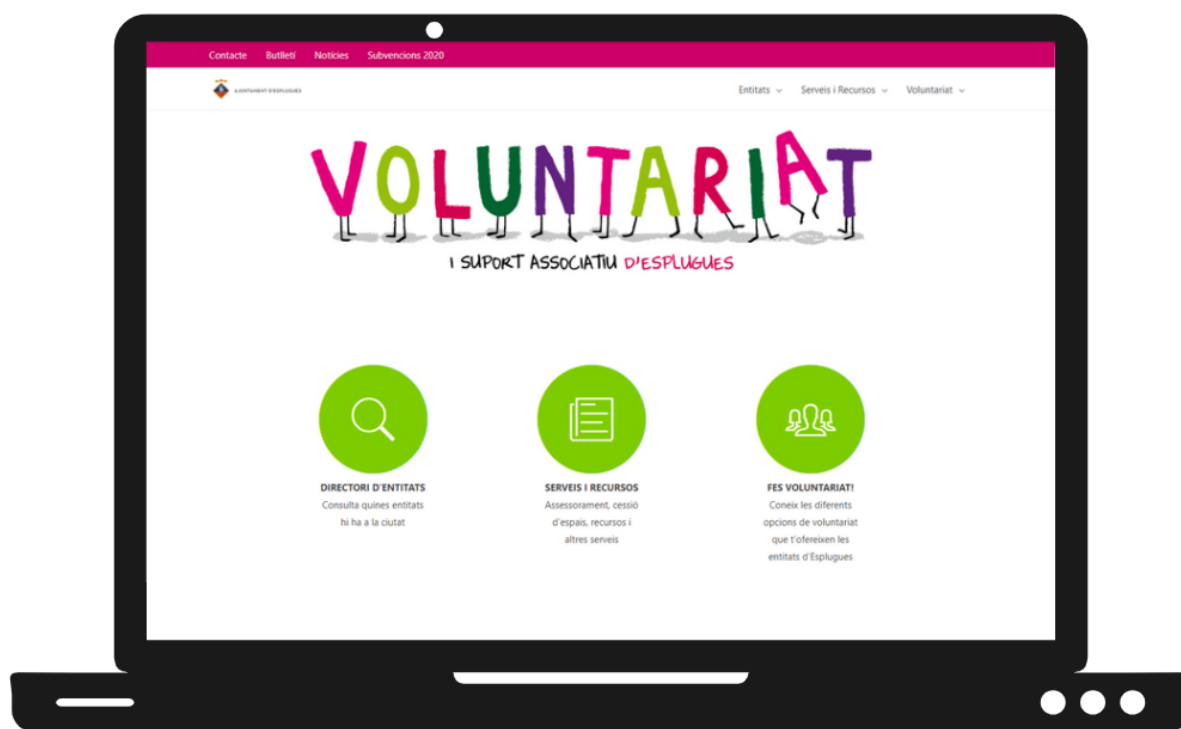 Contacte Butlletí Notícies Subvencions 2020
AJUNTAMENT D'ESPLUGUES
Entitats Serveis i Recursos Voluntariat
VOLUNTARIAT
I SUPORT ASSOCIATIU D'ESPLUGUES
DIRECTORI D'ENTITATS
Consulta quines entitats
hi ha a la ciutat
SERVEIS I RECURSOS
Assessorament, cessió
d'espais, recursos i
altres serveis
FES VOLUNTARIAT!
Coneix les diferents
opcions de voluntariat
que t'ofereixen les
entitats d'Esplugues